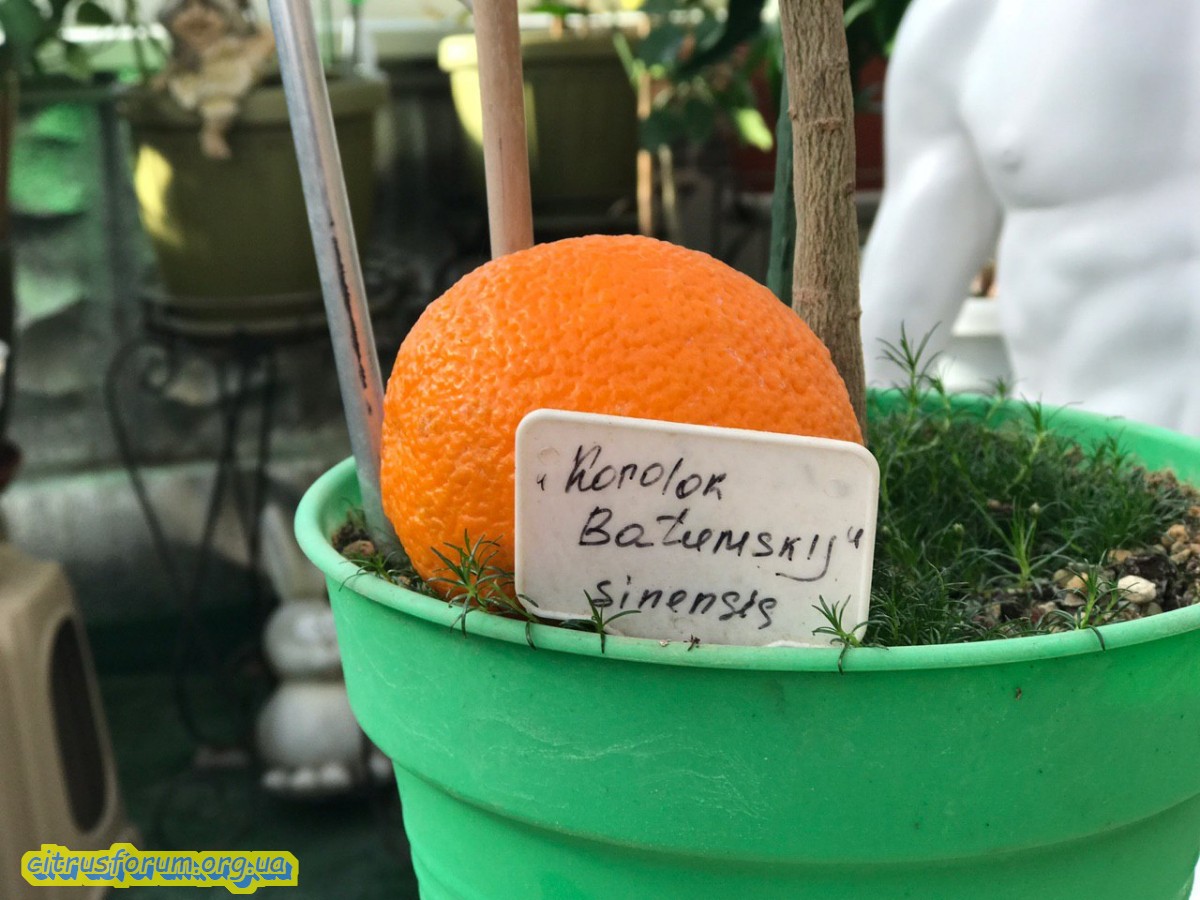 „Korolok
Batumskij“
sinensis
citrusforum.org.ua